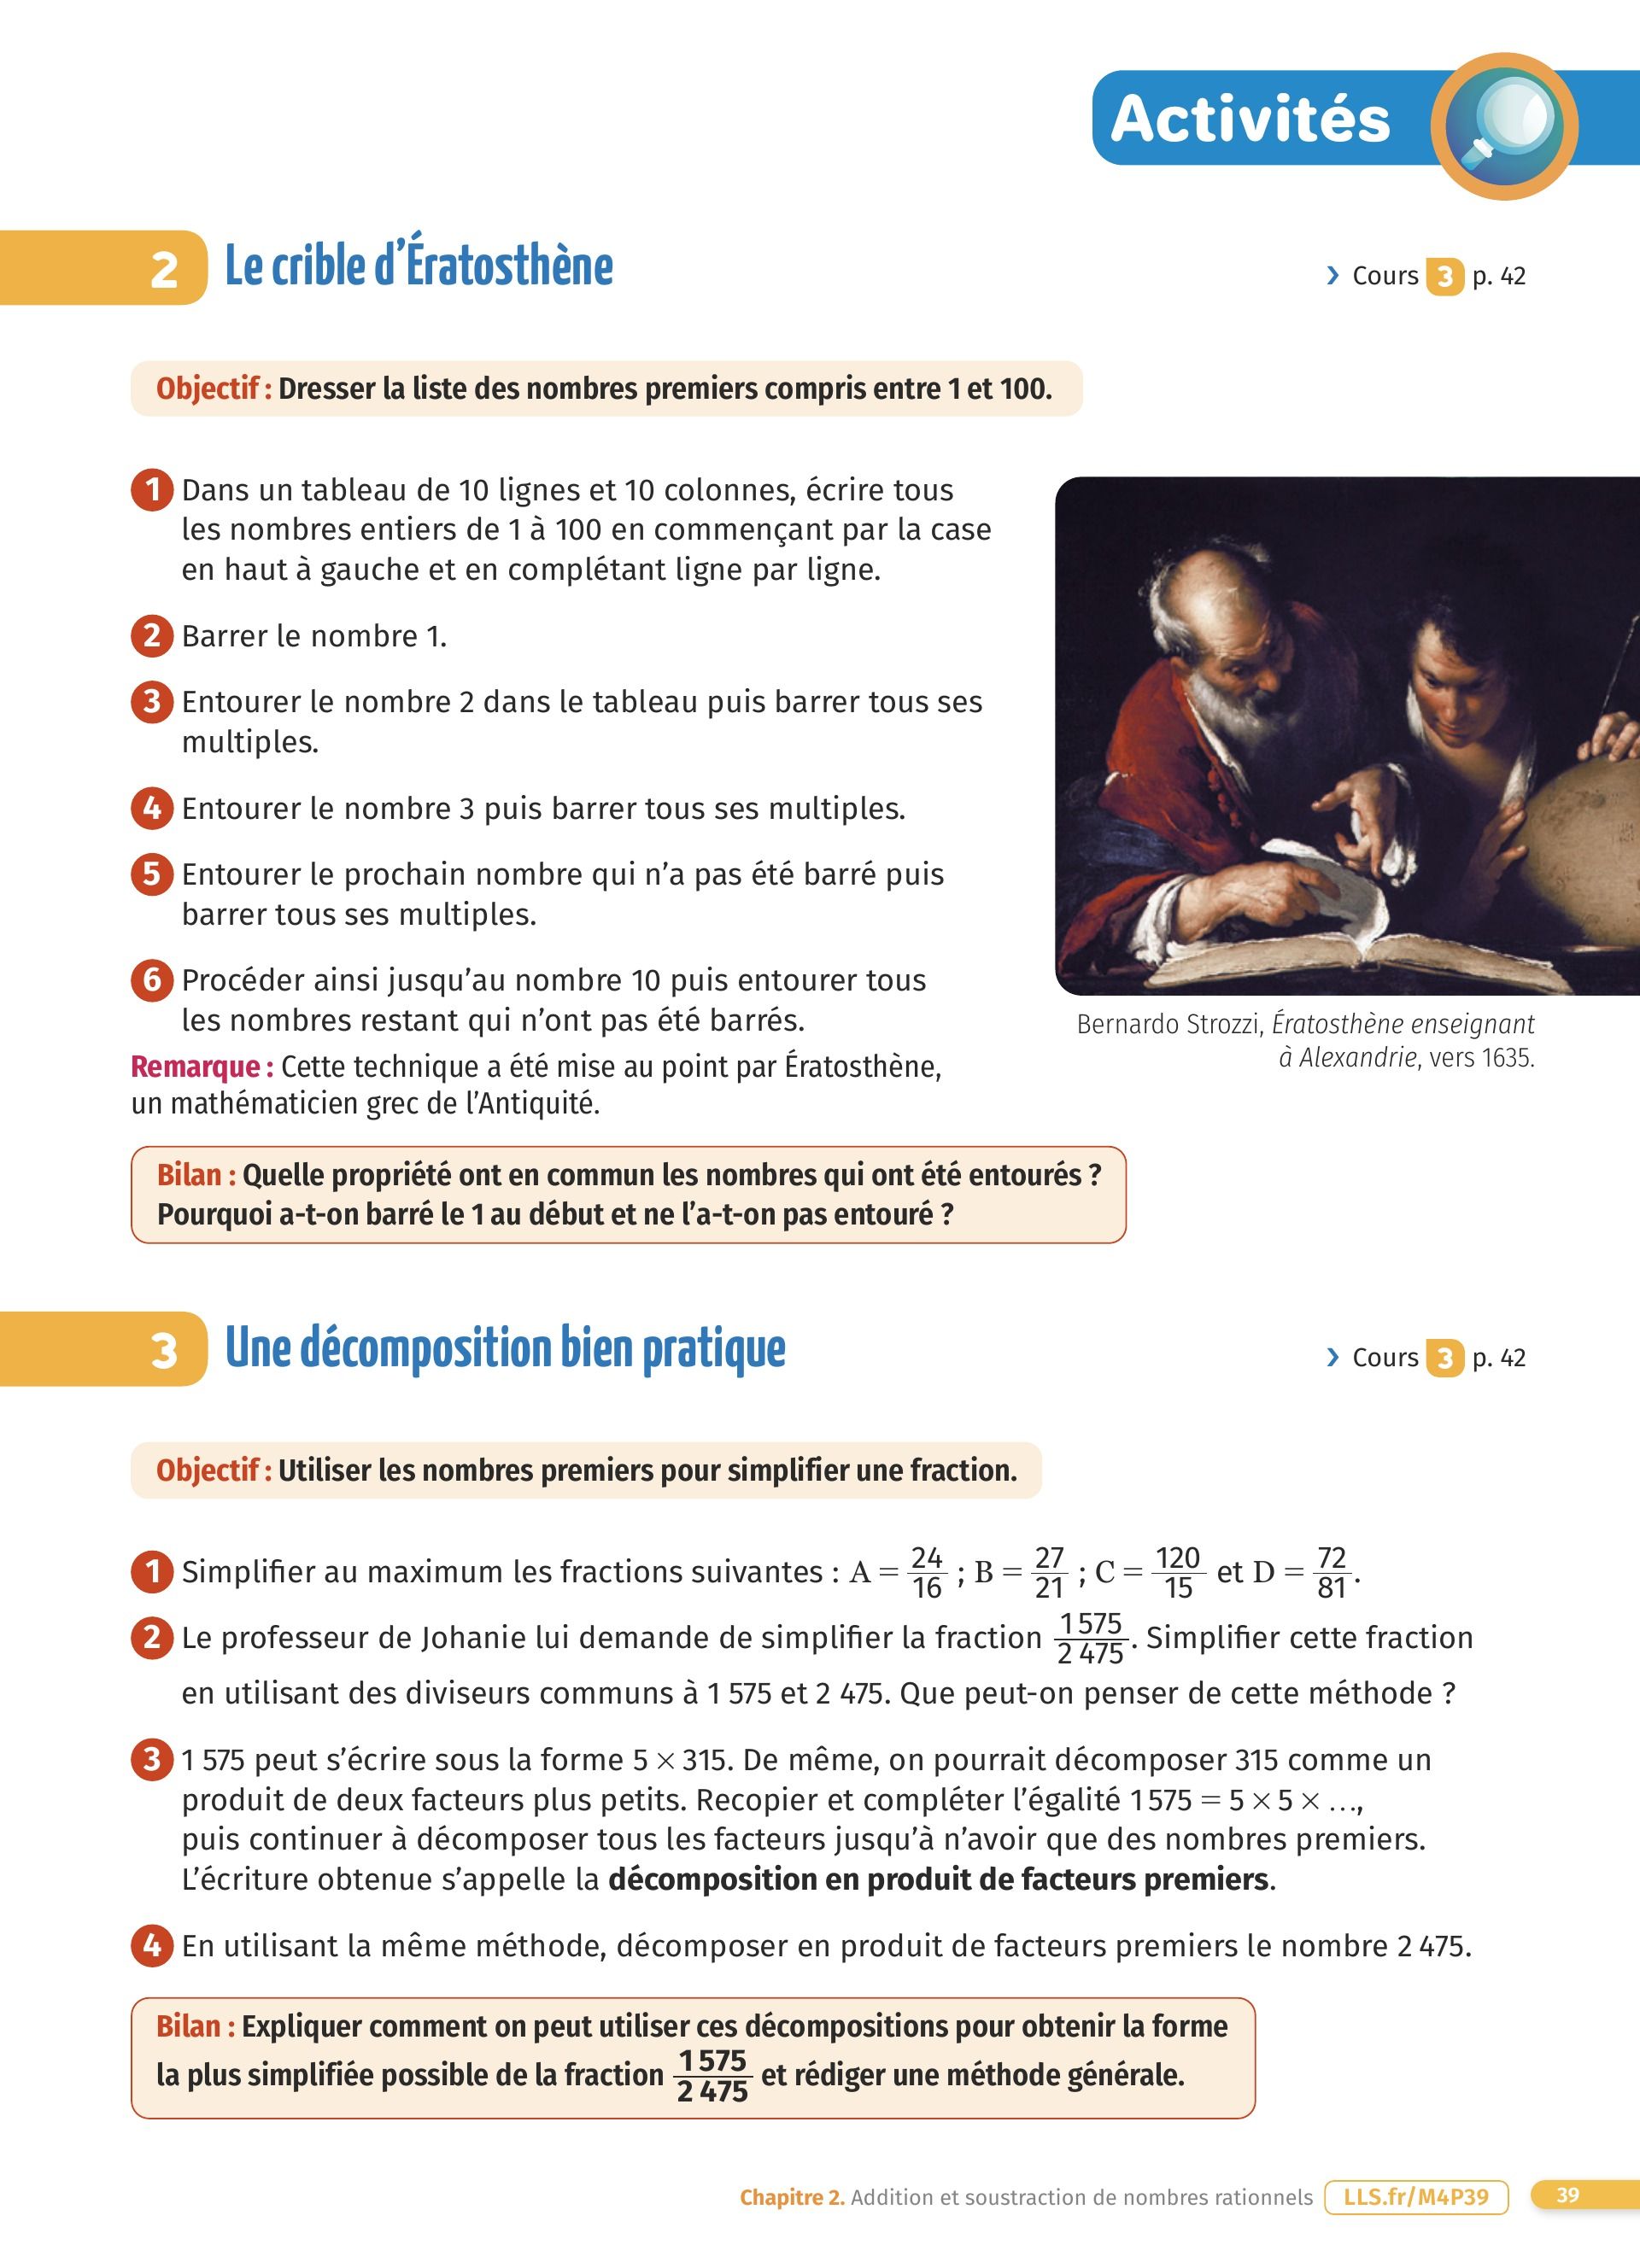 Activités
2 Le crible d’Ératosthène
› Cours 3 p. 42
Objectif : Dresser la liste des nombres premiers compris entre 1 et 100.
1 Dans un tableau de 10 lignes et 10 colonnes, écrire tous
les nombres entiers de 1 à 100 en commençant par la case
en haut à gauche et en complétant ligne par ligne.
2 Barrer le nombre 1.
3 Entourer le nombre 2 dans le tableau puis barrer tous ses
multiples.
4 Entourer le nombre 3 puis barrer tous ses multiples.
5 Entourer le prochain nombre qui n’a pas été barré puis
barrer tous ses multiples.
6 Procéder ainsi jusqu’au nombre 10 puis entourer tous
les nombres restant qui n’ont pas été barrés.
Remarque : Cette technique a été mise au point par Ératosthène,
un mathématicien grec de l’Antiquité.
Bernardo Strozzi, Ératosthène enseignant
à Alexandrie, vers 1635.
Bilan : Quelle propriété ont en commun les nombres qui ont été entourés ?
Pourquoi a-t-on barré le 1 au début et ne l’a-t-on pas entouré ?
3 Une décomposition bien pratique
› Cours 3 p. 42
Objectif : Utiliser les nombres premiers pour simplifier une fraction.
1 Simplifier au maximum les fractions suivantes : A = 24/16 ; B = 27/21 ; C = 120/15 et D = 72/81.
2 Le professeur de Johanie lui demande de simplifier la fraction 1 575/2 475. Simplifier cette fraction
en utilisant des diviseurs communs à 1 575 et 2 475. Que peut-on penser de cette méthode ?
3 1 575 peut s’écrire sous la forme 5 × 315. De même, on pourrait décomposer 315 comme un
produit de deux facteurs plus petits. Recopier et compléter l’égalité 1 575 = 5 × 5 × …,
puis continuer à décomposer tous les facteurs jusqu’à n’avoir que des nombres premiers.
L’écriture obtenue s’appelle la décomposition en produit de facteurs premiers.
4 En utilisant la même méthode, décomposer en produit de facteurs premiers le nombre 2 475.
Bilan : Expliquer comment on peut utiliser ces décompositions pour obtenir la forme
la plus simplifiée possible de la fraction 1 575/2 475 et rédiger une méthode générale.
Chapitre 2. Addition et soustraction de nombres rationnels LLS.fr/M4P39 39